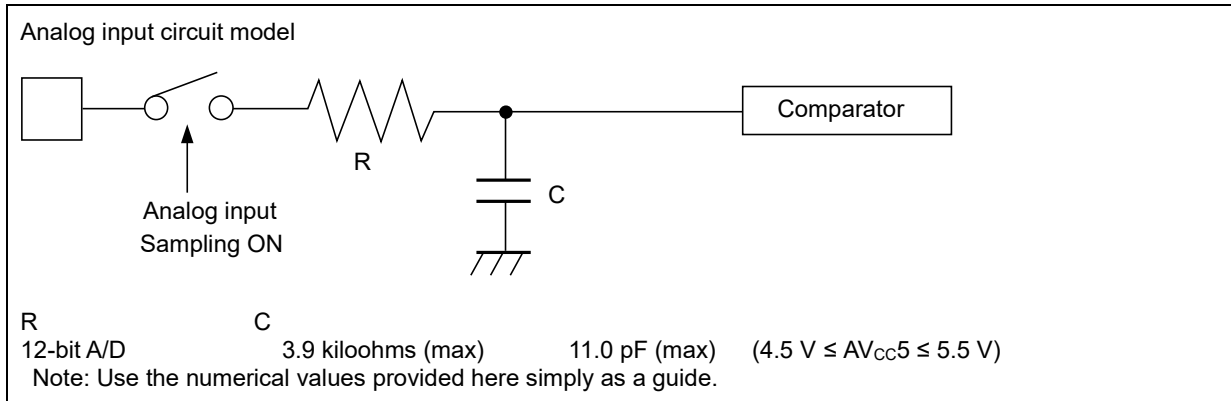 Analog input circuit model
Comparator
R
C
Analog input
Sampling ON
R C
12-bit A/D 3.9 kiloohms (max) 11.0 pF (max) (4.5 V ≤ AVCC5 ≤ 5.5 V)
Note: Use the numerical values provided here simply as a guide.